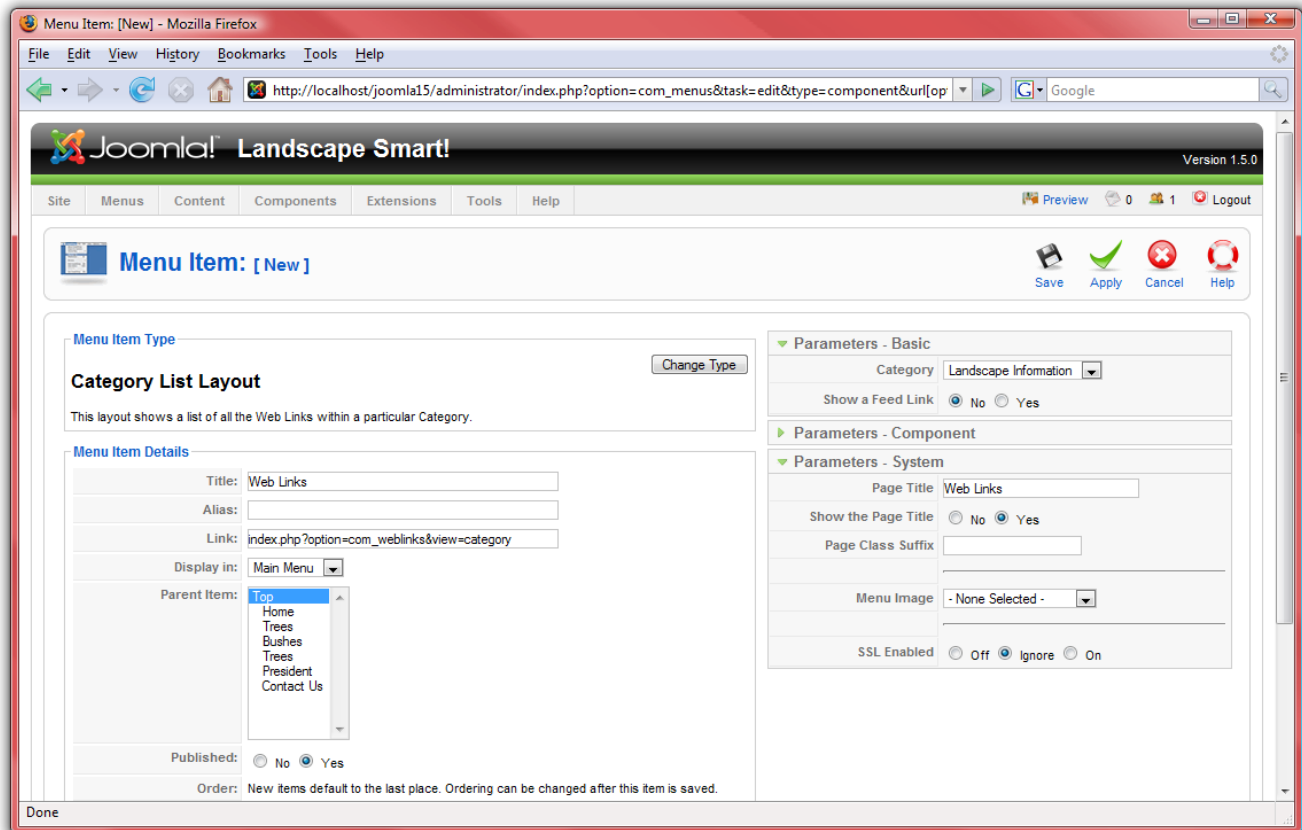 Menu Item: [New] - Mozilla Firefox
File Edit View History Bookmarks Tools Help
http://localhost/joomla15/administrator/index.php?option=com_menus&task=edit&type=component&url[op
G Google
Joomla! Landscape Smart!
Version 1.5.0
Site Menus Content Components Extensions Tools Help Preview 0 1 Logout
Menu Item: [ New ]
Save Apply Cancel Help
Menu Item Type
Change Type
Category List Layout
This layout shows a list of all the Web Links within a particular Category.
Menu Item Details
Title: Web Links
Alias:
Link: index.php?option=com_weblinks&view=category
Display in: Main Menu
Parent Item: Top
Home
Trees
Bushes
Trees
President
Contact Us
Published: No Yes
Order: New items default to the last place. Ordering can be changed after this item is saved.
Parameters - Basic
Category Landscape Information
Show a Feed Link No Yes
Parameters - Component
Parameters - System
Page Title Web Links
Show the Page Title No Yes
Page Class Suffix
Menu Image - None Selected -
SSL Enabled Off Ignore On
Done